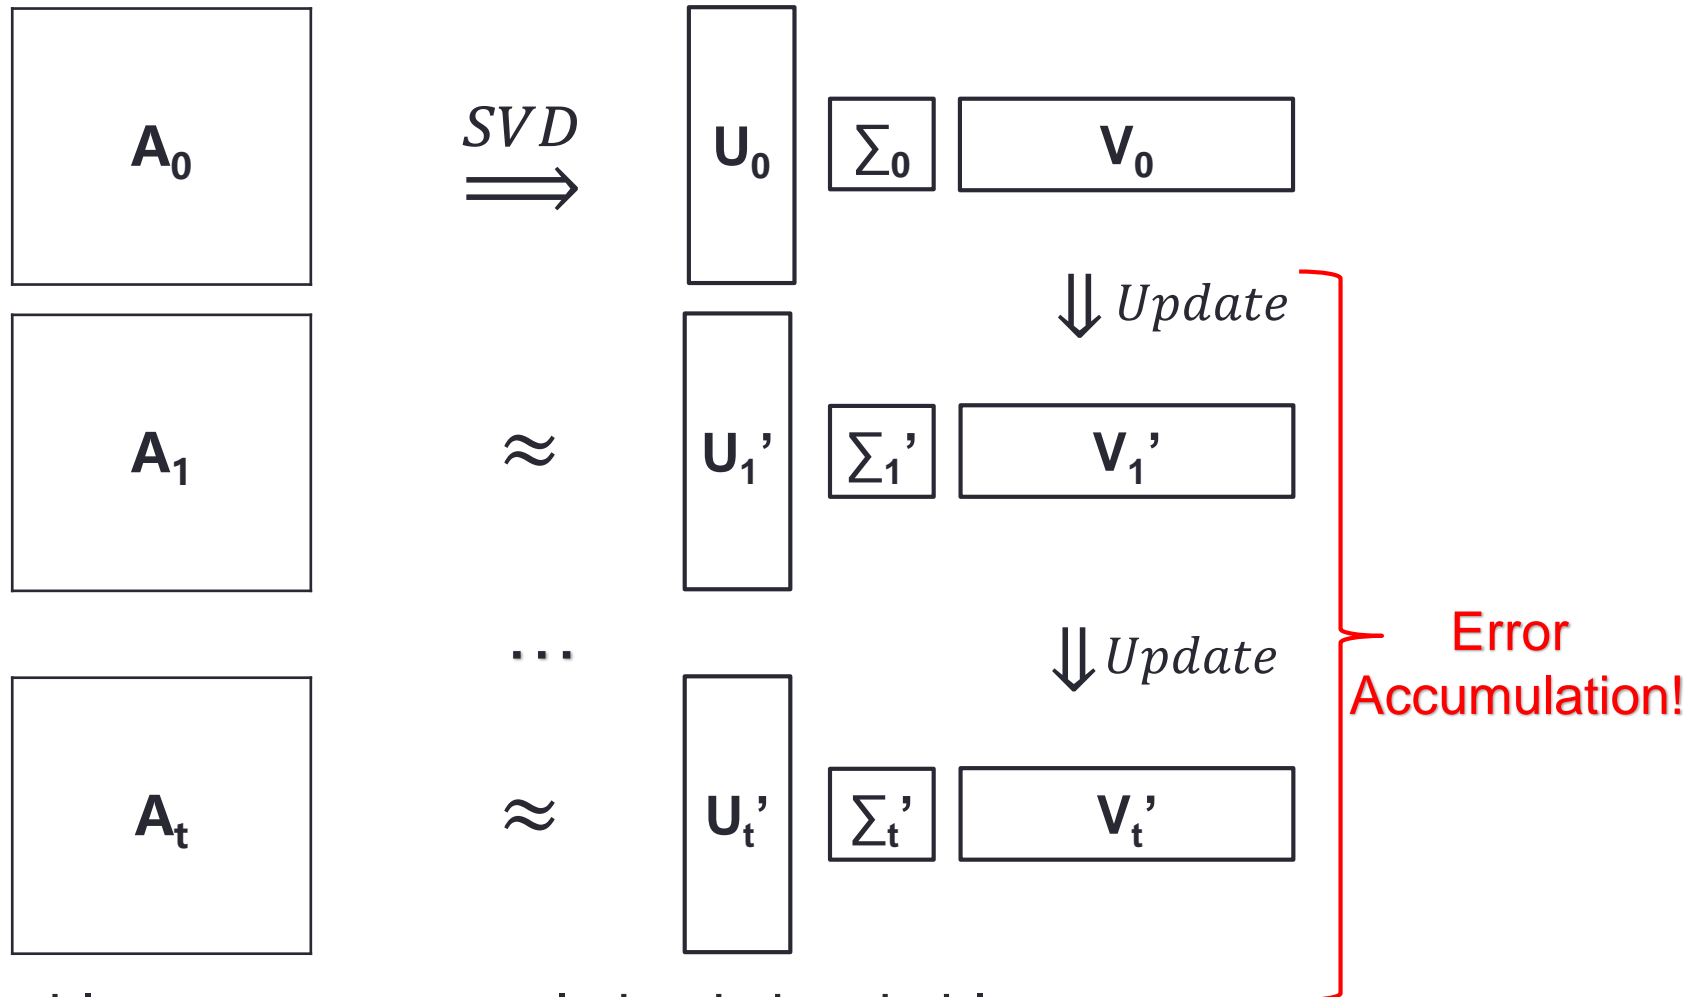 A₀ SVD ⟹ U₀ ∑₀ V₀
⇓ Update
A₁ ≈ U₁’ ∑₁’ V₁’
… ⇓ Update
Error
Accumulation!
Aₜ ≈ Uₜ’ ∑ₜ’ Vₜ’